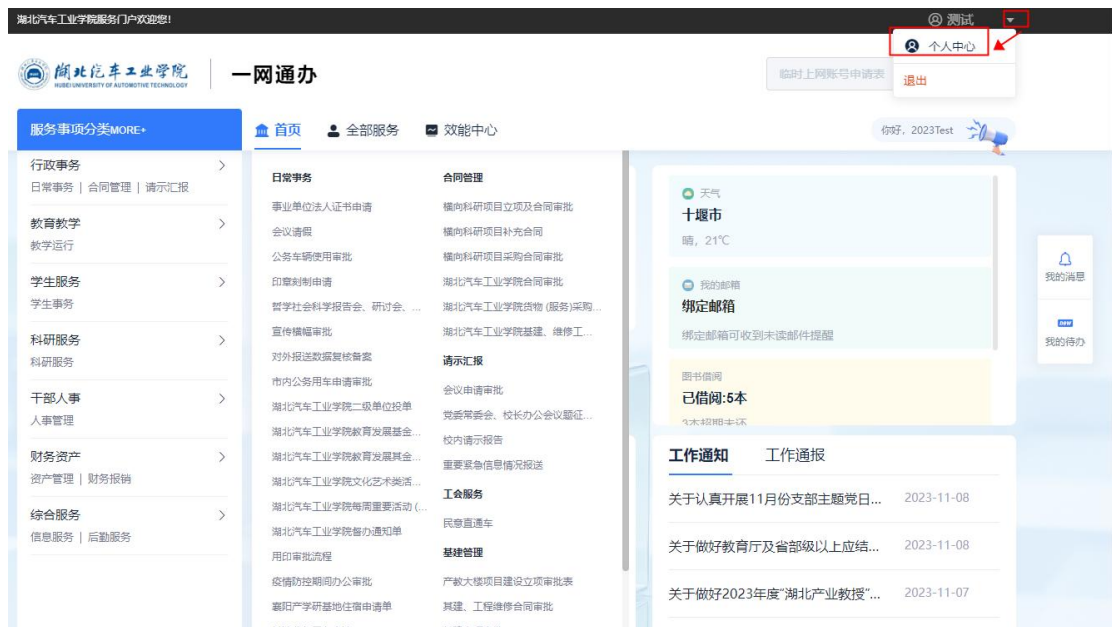 湖北汽车工业学院服务门户欢迎您!
测试
个人中心
退出
湖北汽车工业学院
HUBEI UNIVERSITY OF AUTOMOTIVE TECHNOLOGY
一网通办
临时上网账号申请表
服务事项分类MORE+
首页
全部服务
效能中心
你好, 2023Test
行政事务
日常事务 | 合同管理 | 请示汇报
教育教学
教学运行
学生服务
学生事务
科研服务
科研服务
干部人事
人事管理
财务资产
资产管理 | 财务报销
综合服务
信息服务 | 后勤服务
日常事务
事业单位法人证书申请
会议请假
公务车辆使用审批
印章刻制申请
哲学社会科学报告会、研讨会、...
宣传横幅审批
对外报送数据复核备案
市内公务用车申请审批
湖北汽车工业学院二级单位投单
湖北汽车工业学院教育发展基金...
湖北汽车工业学院教育发展其金...
湖北汽车工业学院文化艺术类活...
湖北汽车工业学院每周重要活动 (...
湖北汽车工业学院督办通知单
用印审批流程
疫情防控期间办公审批
襄阳产学研基地住宿申请单
合同管理
横向科研项目立项及合同审批
横向科研项目补充合同
横向科研项目采购合同审批
湖北汽车工业学院合同审批
湖北汽车工业学院货物 (服务)采购...
湖北汽车工业学院基建、维修工...
请示汇报
会议申请审批
党委常委会、校长办公会议题征...
校内请示报告
重要紧急信息情况报送
工会服务
民意直通车
基建管理
产教大楼项目建设立项审批表
其建、工程维修合同审批
天气
十堰市
晴, 21℃
我的邮箱
绑定邮箱
绑定邮箱可收到未读邮件提醒
图书借阅
已借阅:5本
3本超期未还
工作通知
工作通报
关于认真开展11月份支部主题党日... 2023-11-08
关于做好教育厅及省部级以上应结... 2023-11-08
关于做好2023年度“湖北产业教授”... 2023-11-07
我的消息
new
我的待办